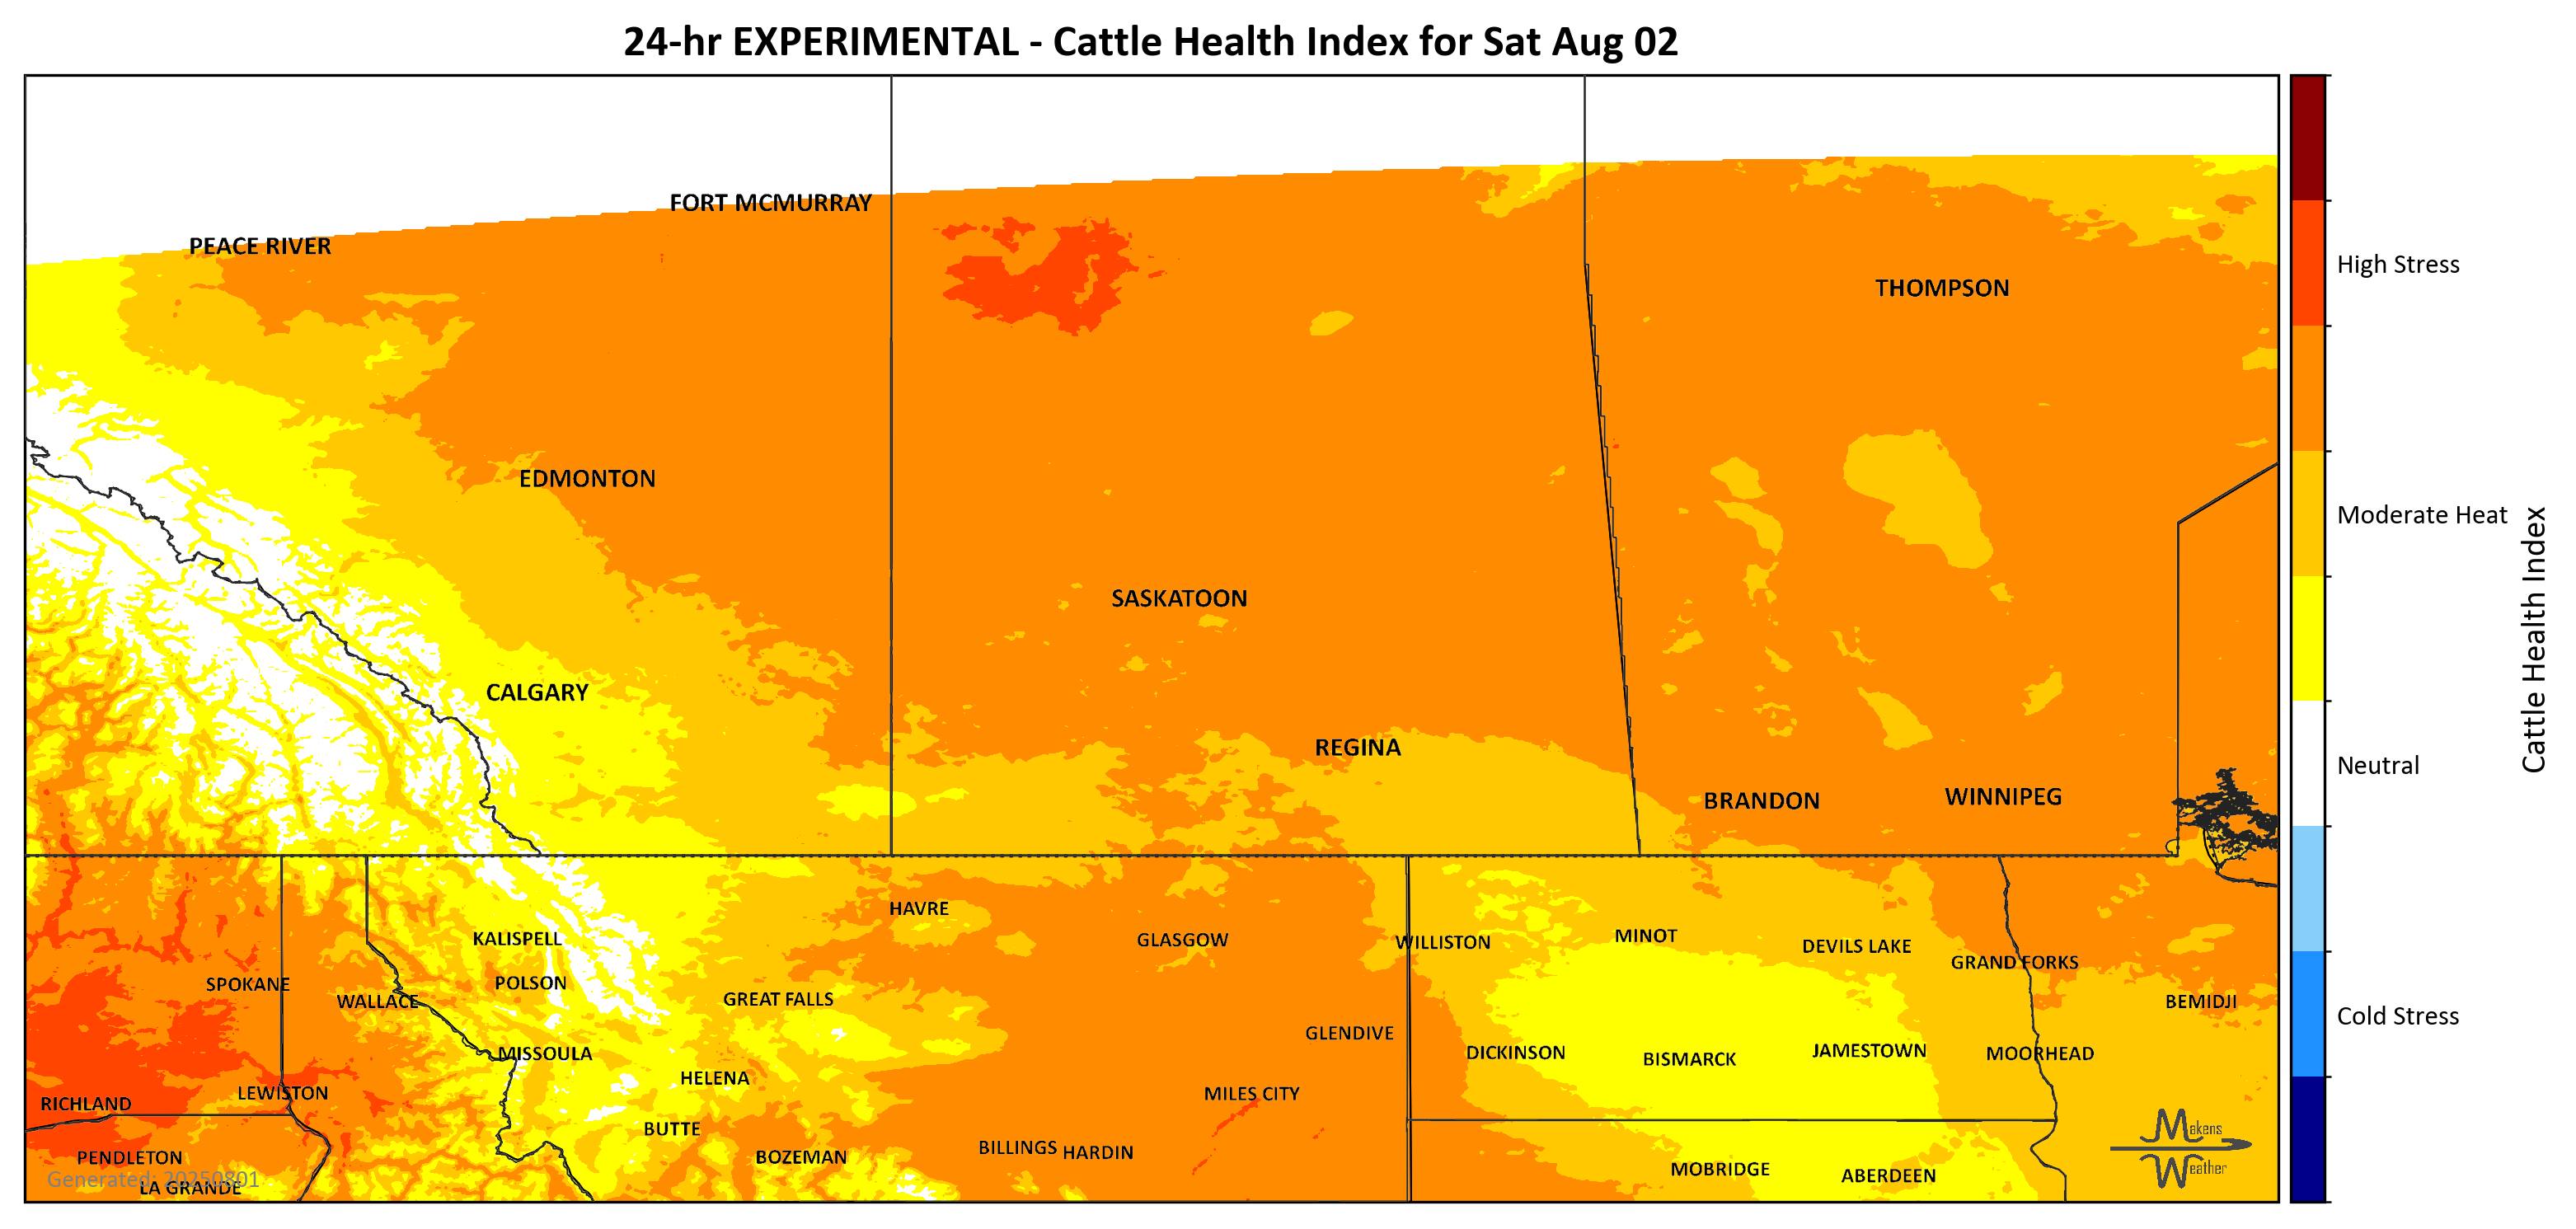 24-hr EXPERIMENTAL - Cattle Health Index for Sat Aug 02
FORT MCMURRAY
PEACE RIVER
High Stress
THOMPSON
EDMONTON
Moderate Heat
SASKATOON
Cattle Health Index
CALGARY
REGINA
Neutral
WINNIPEG
BRANDON
HAVRE
MINOT
KALISPELL
GLASGOW
WILLISTON
DEVILS LAKE
GRAND FORKS
POLSON
SPOKANE
GREAT FALLS
WALLACE
BEMIDJI
Cold Stress
GLENDIVE
MISSOULA
DICKINSON
BISMARCK
JAMESTOWN
MOORHEAD
HELENA
LEWISTON
MILES CITY
RICHLAND
BUTTE
Makens
Weather
BILLINGS
HARDIN
PENDLETON
BOZEMAN
MOBRIDGE
ABERDEEN
Generated: 20250801
LA GRANDE